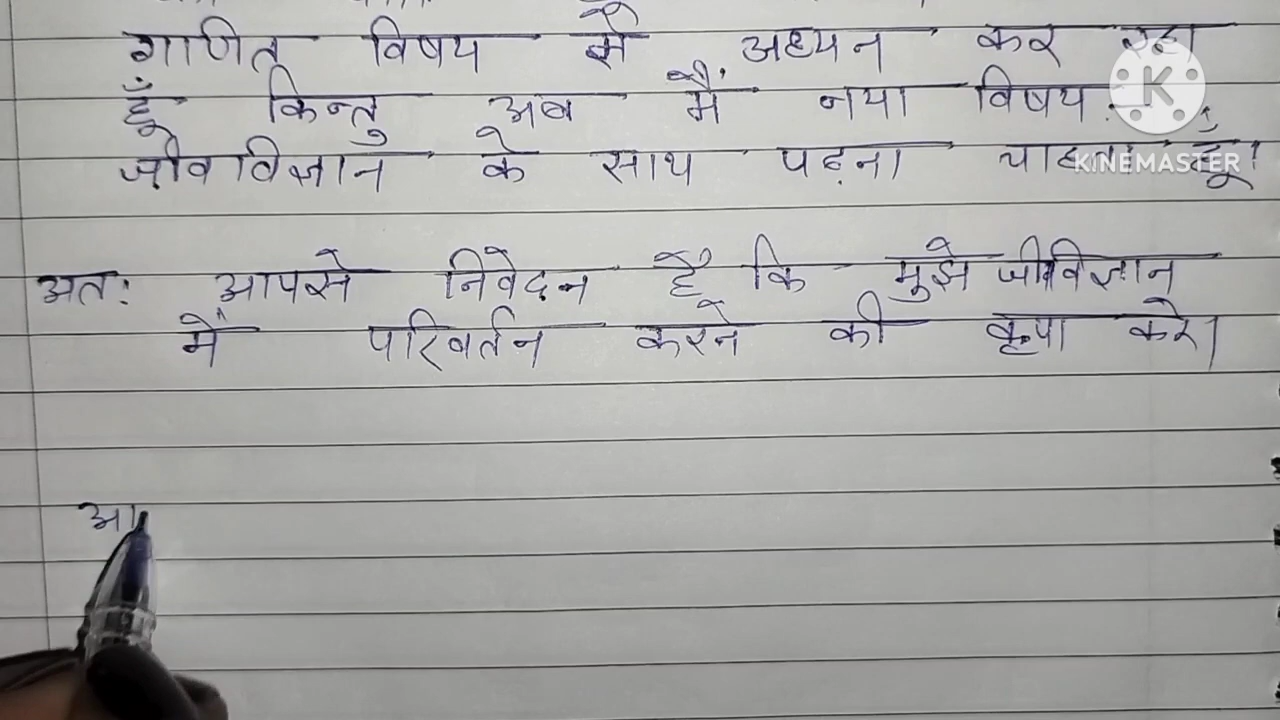 गणित विषय से अध्यन कर रहा
हूँ किन्तु अब मैं नया विषय
जीवविज्ञान के साथ पढ़ना चाहता हूँ।
अतः आपसे निवेदन है कि मुझे जीवविज्ञान
में परिवर्तन करने की कृपा करे।
आ
KINEMASTER